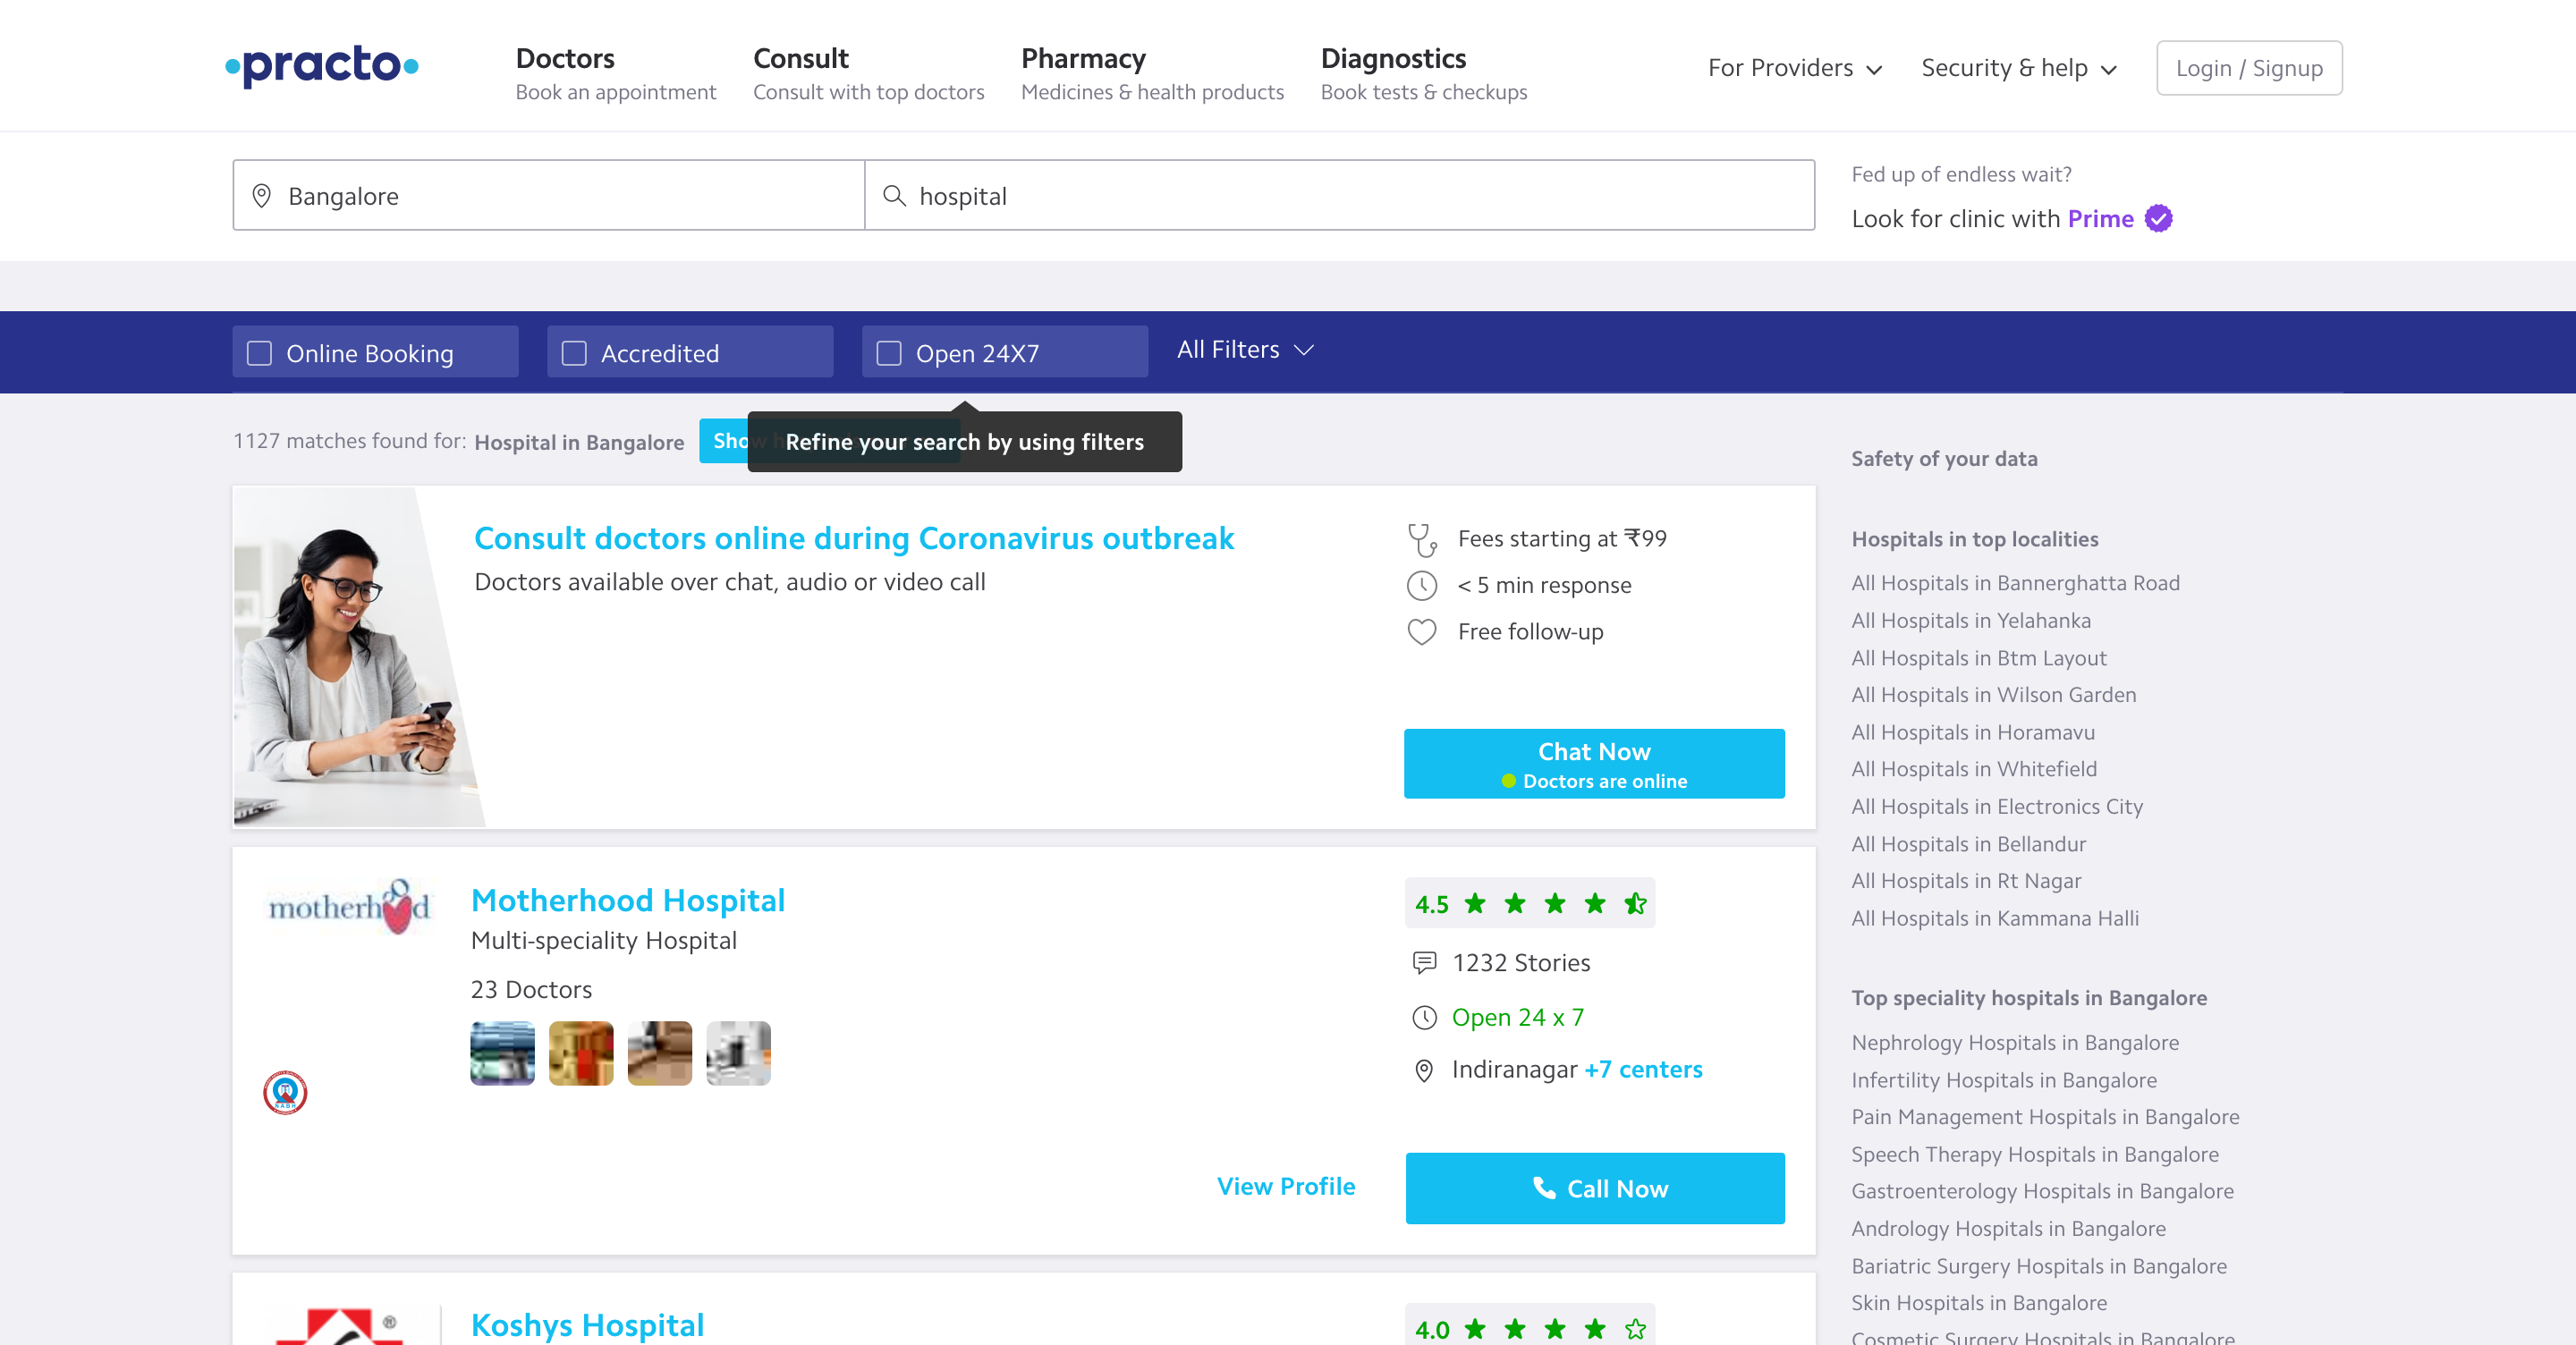 practo
Doctors
Book an appointment
Consult
Consult with top doctors
Pharmacy
Medicines & health products
Diagnostics
Book tests & checkups
For Providers
Security & help
Login / Signup
Bangalore
hospital
Fed up of endless wait?
Look for clinic with Prime
Online Booking
Accredited
Open 24X7
All Filters
1127 matches found for: Hospital in Bangalore
Show
Refine your search by using filters
Consult doctors online during Coronavirus outbreak
Doctors available over chat, audio or video call
Fees starting at ₹99
< 5 min response
Free follow-up
Chat Now
Doctors are online
motherhood
Motherhood Hospital
Multi-speciality Hospital
23 Doctors
NABH
4.5
1232 Stories
Open 24 x 7
Indiranagar +7 centers
View Profile
Call Now
®
Koshys Hospital
4.0
Safety of your data
Hospitals in top localities
All Hospitals in Bannerghatta Road
All Hospitals in Yelahanka
All Hospitals in Btm Layout
All Hospitals in Wilson Garden
All Hospitals in Horamavu
All Hospitals in Whitefield
All Hospitals in Electronics City
All Hospitals in Bellandur
All Hospitals in Rt Nagar
All Hospitals in Kammana Halli
Top speciality hospitals in Bangalore
Nephrology Hospitals in Bangalore
Infertility Hospitals in Bangalore
Pain Management Hospitals in Bangalore
Speech Therapy Hospitals in Bangalore
Gastroenterology Hospitals in Bangalore
Andrology Hospitals in Bangalore
Bariatric Surgery Hospitals in Bangalore
Skin Hospitals in Bangalore
Cosmetic Surgery Hospitals in Bangalore